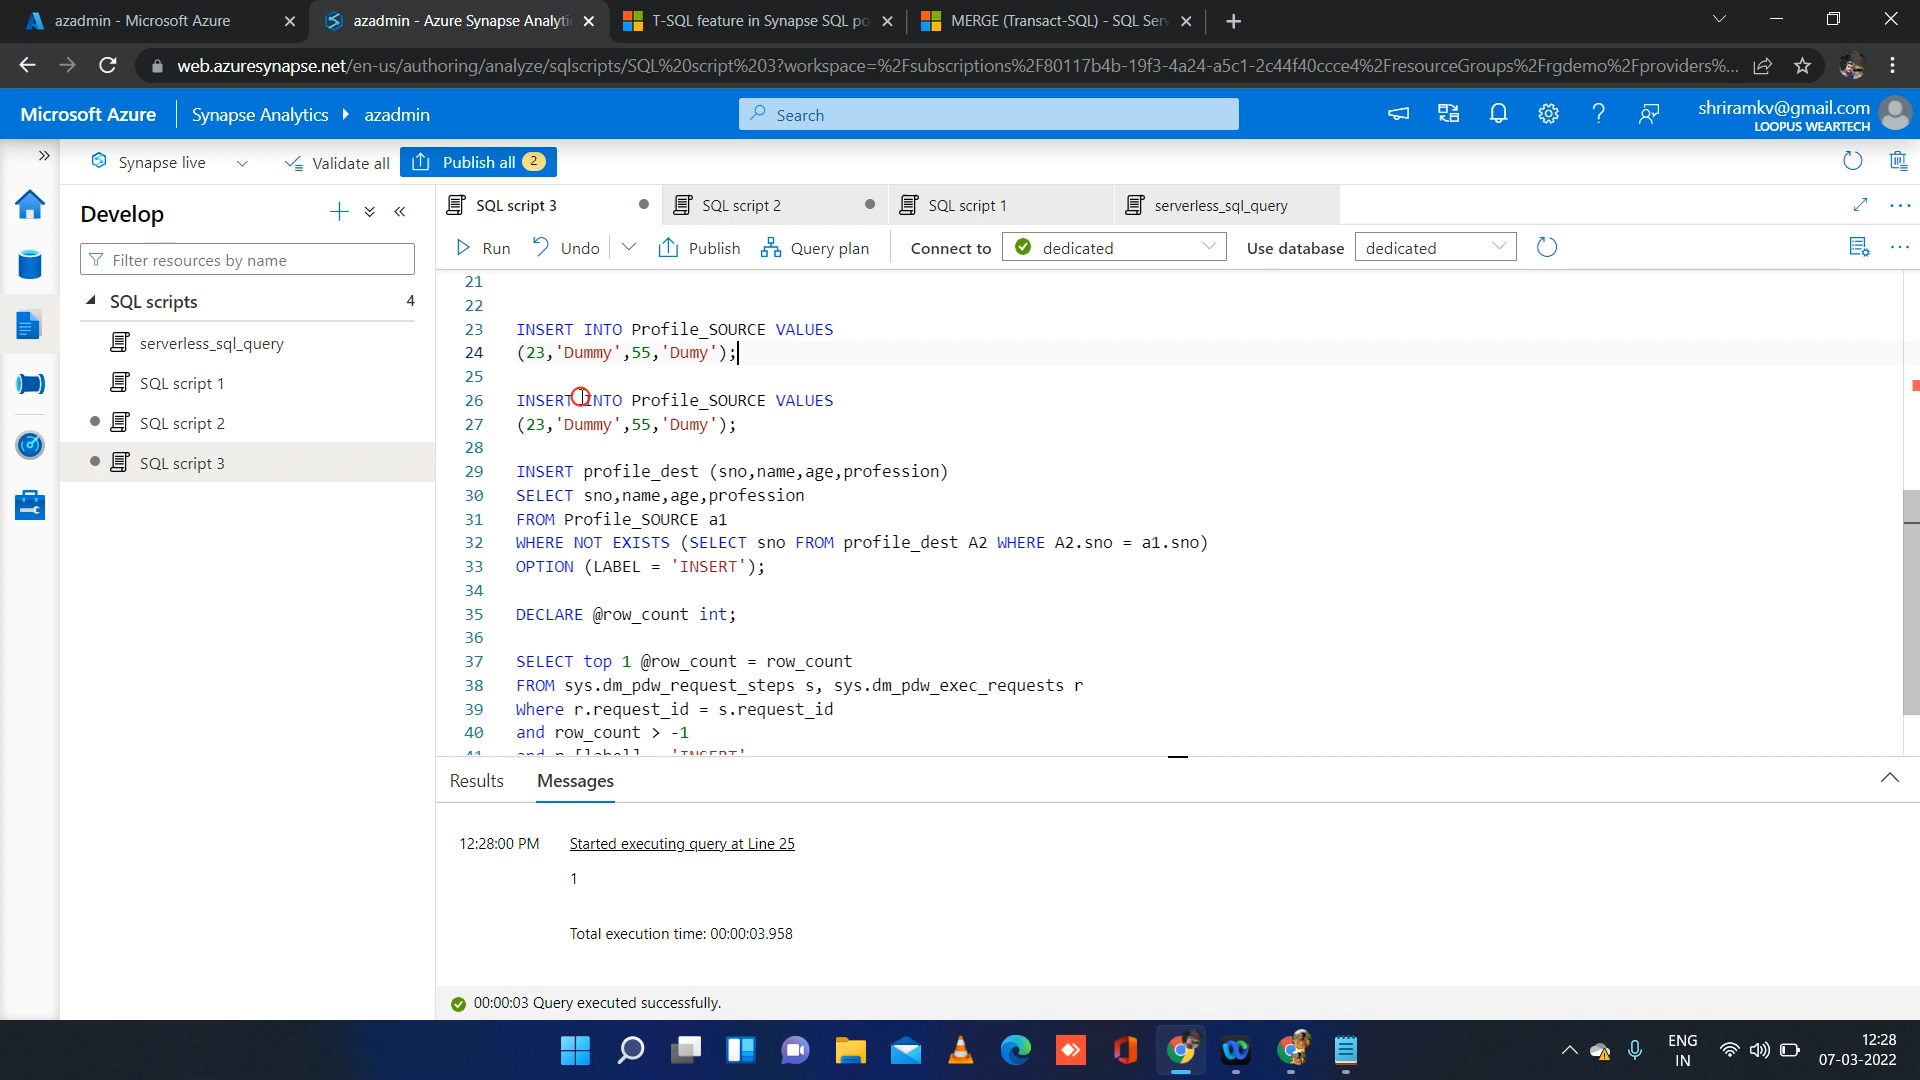 azadmin - Microsoft Azure
azadmin - Azure Synapse Analytic
T-SQL feature in Synapse SQL po
MERGE (Transact-SQL) - SQL Serv
web.azuresynapse.net/en-us/authoring/analyze/sqlscripts/SQL%20script%203?workspace=%2Fsubscriptions%2F80117b4b-19f3-4a24-a5c1-2c44f40ccce4%2FresourceGroups%2Frgdemo%2Fproviders%...
Microsoft Azure
Synapse Analytics
azadmin
Search
shriramkv@gmail.com
LOOPUS WEARTECH
Synapse live
Validate all
Publish all 2
Develop
Filter resources by name
SQL scripts 4
serverless_sql_query
SQL script 1
SQL script 2
SQL script 3
SQL script 3
SQL script 2
SQL script 1
serverless_sql_query
Run
Undo
Publish
Query plan
Connect to
dedicated
Use database
dedicated
21
22
23 INSERT INTO Profile_SOURCE VALUES
24 (23,'Dummy',55,'Dumy');
25
26 INSERT INTO Profile_SOURCE VALUES
27 (23,'Dummy',55,'Dumy');
28
29 INSERT profile_dest (sno,name,age,profession)
30 SELECT sno,name,age,profession
31 FROM Profile_SOURCE a1
32 WHERE NOT EXISTS (SELECT sno FROM profile_dest A2 WHERE A2.sno = a1.sno)
33 OPTION (LABEL = 'INSERT');
34
35 DECLARE @row_count int;
36
37 SELECT top 1 @row_count = row_count
38 FROM sys.dm_pdw_request_steps s, sys.dm_pdw_exec_requests r
39 Where r.request_id = s.request_id
40 and row_count > -1
41 and r.[label] = 'INSERT'
Results
Messages
12:28:00 PM
Started executing query at Line 25
1
Total execution time: 00:00:03.958
00:00:03 Query executed successfully.
ENG
IN
12:28
07-03-2022